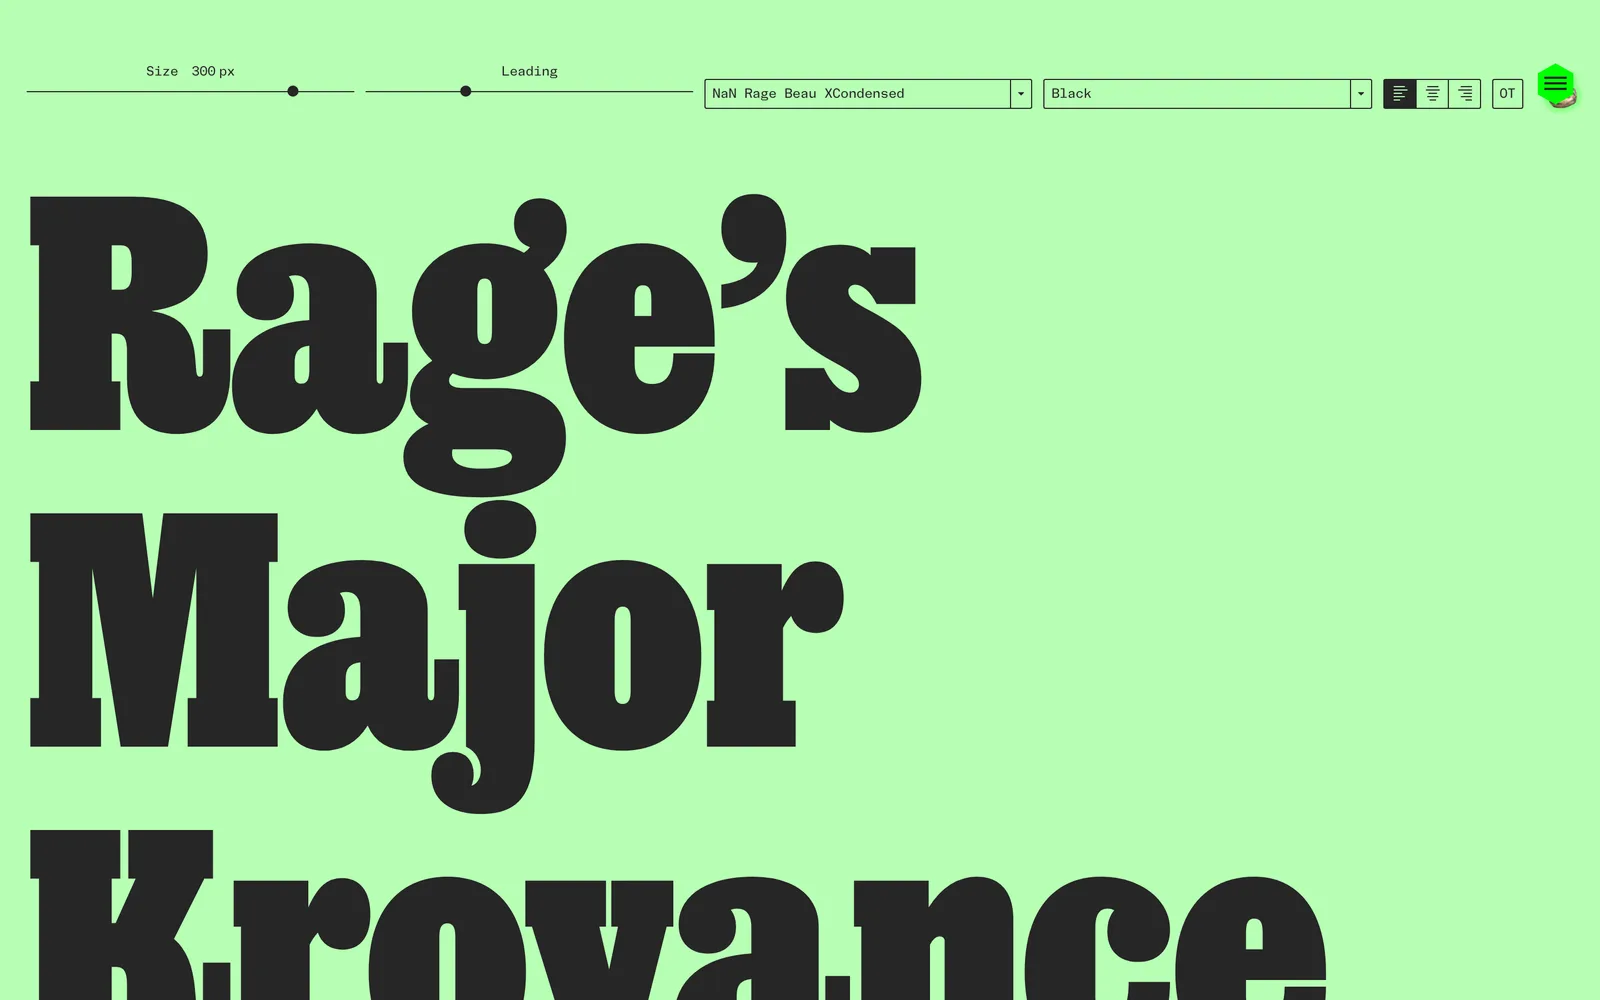 Size 300 px
Leading
NaN Rage Beau XCondensed
Black
OT
Rage’s
Major
Krovance